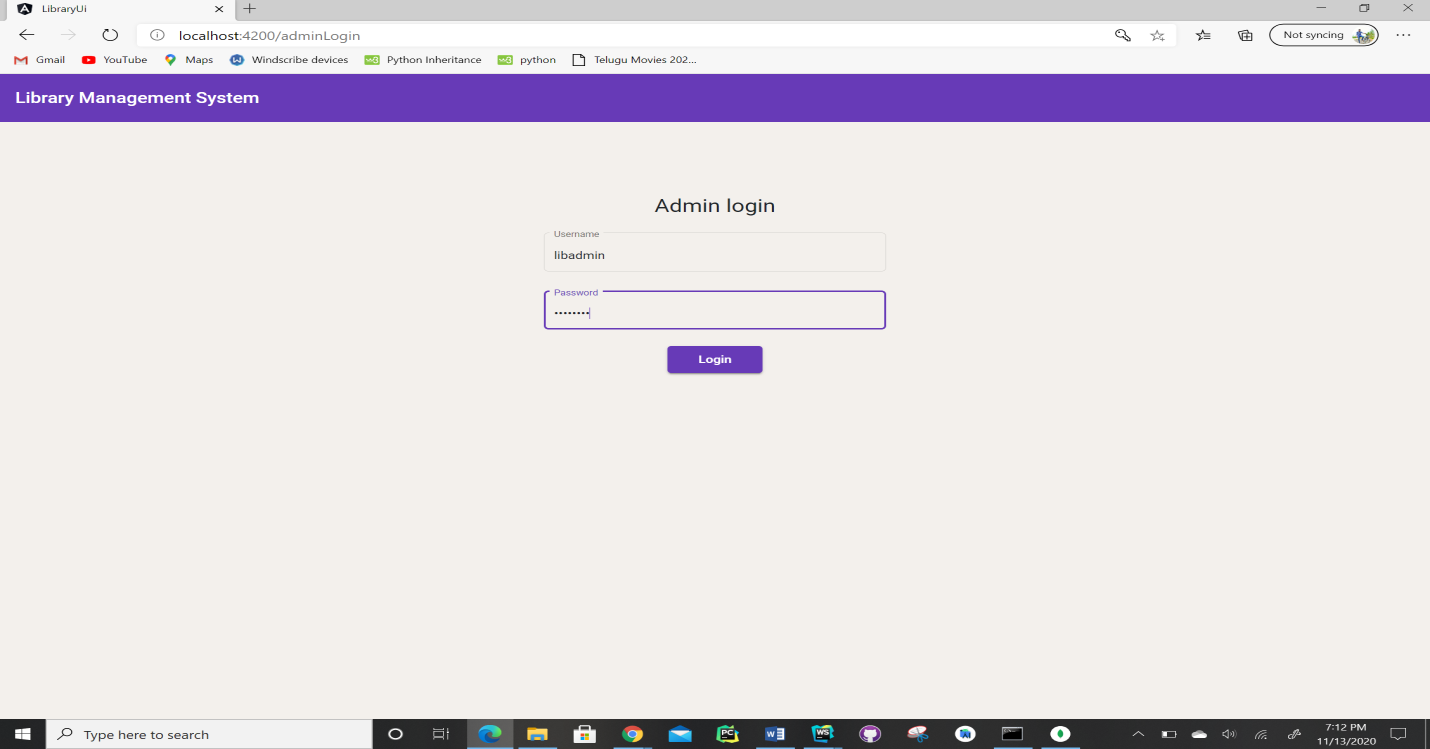 LibraryUi
localhost:4200/adminLogin
Not syncing
Gmail YouTube Maps Windscribe devices Python Inheritance python Telugu Movies 202...
Library Management System
Admin login
Username
libadmin
Password
••••••••
Login
Type here to search
7:12 PM
11/13/2020